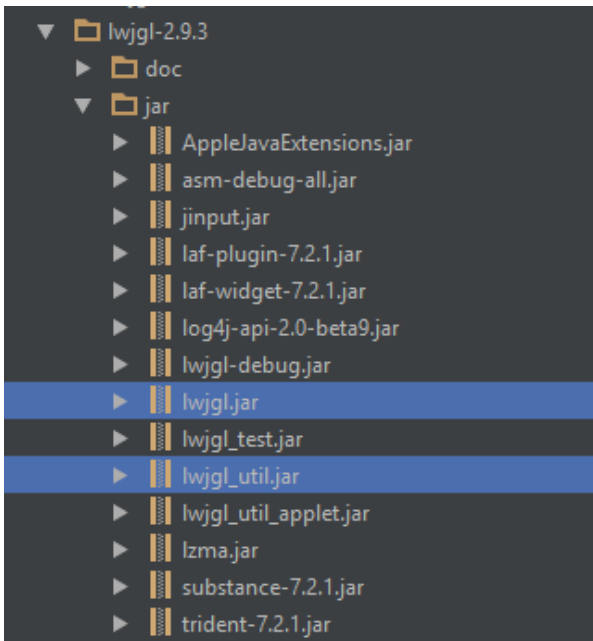 lwjgl-2.9.3
doc
jar
AppleJavaExtensions.jar
asm-debug-all.jar
jinput.jar
laf-plugin-7.2.1.jar
laf-widget-7.2.1.jar
log4j-api-2.0-beta9.jar
lwjgl-debug.jar
lwjgl.jar
lwjgl_test.jar
lwjgl_util.jar
lwjgl_util_applet.jar
lzma.jar
substance-7.2.1.jar
trident-7.2.1.jar